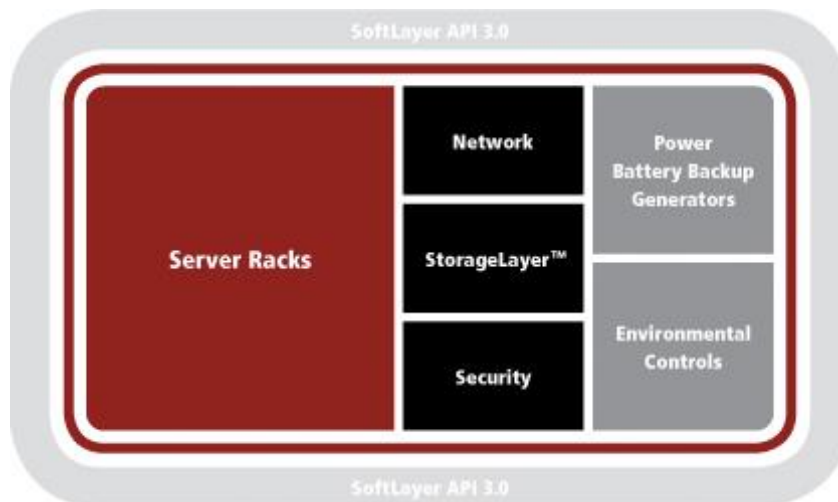 SoftLayer API 3.0
Server Racks
Network
StorageLayer™
Security
Power
Battery Backup
Generators
Environmental
Controls
SoftLayer API 3.0